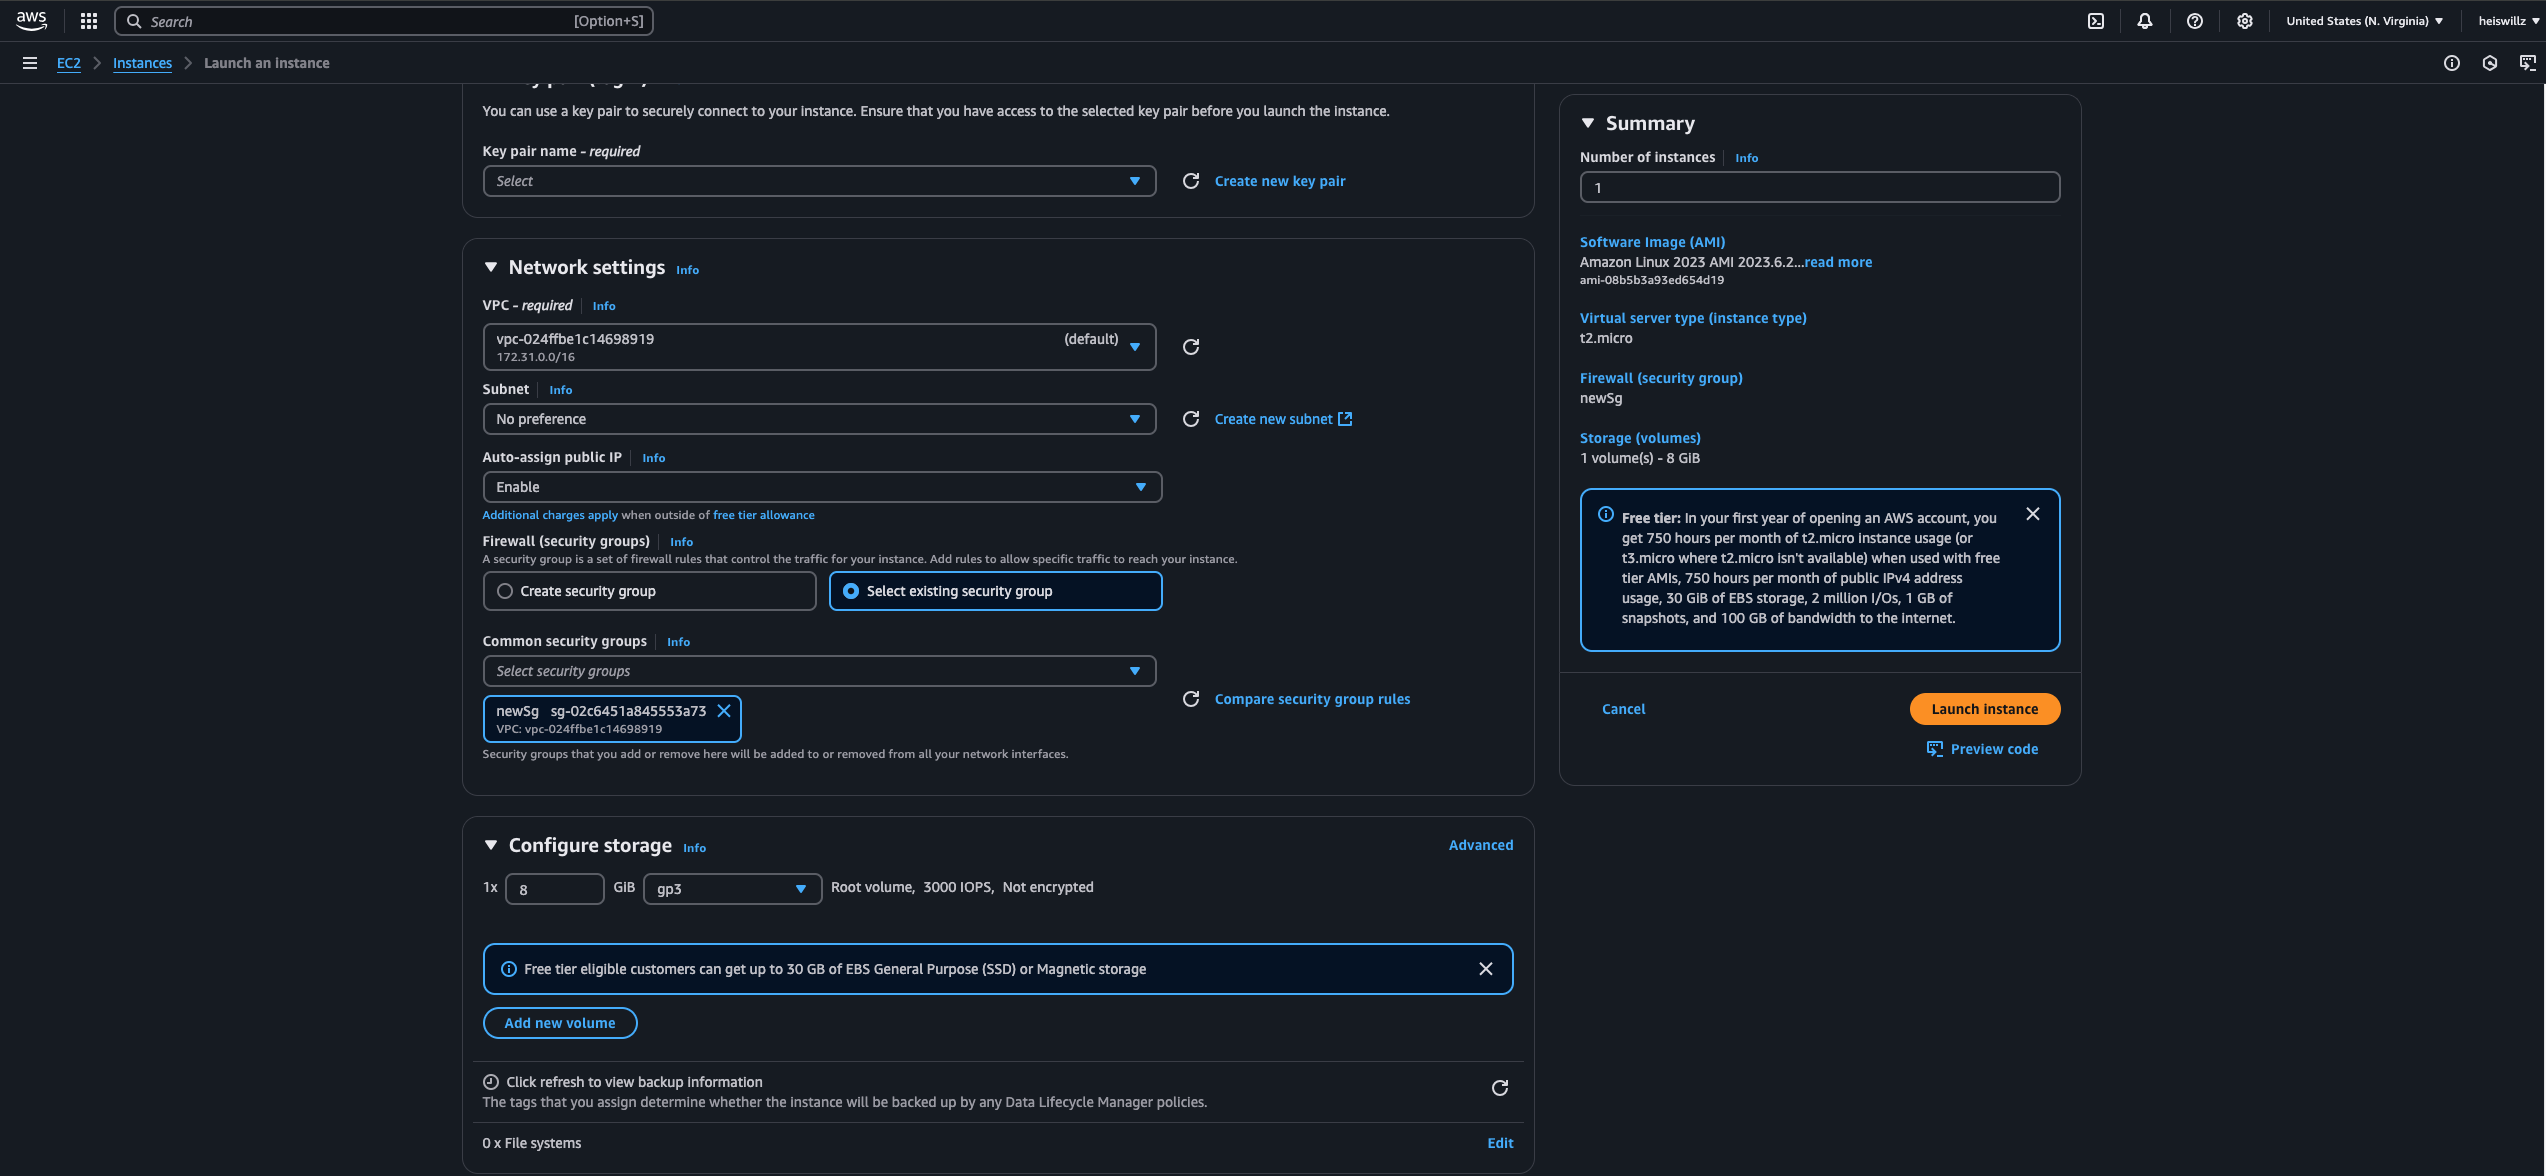 aws
Search [Option+S]
United States (N. Virginia)
heiswillz
EC2 Instances Launch an instance
You can use a key pair to securely connect to your instance. Ensure that you have access to the selected key pair before you launch the instance.
Key pair name - required
Select
Create new key pair
Network settings Info
VPC - required Info
vpc-024ffbe1c14698919 (default)
172.31.0.0/16
Subnet Info
No preference
Create new subnet
Auto-assign public IP Info
Enable
Additional charges apply when outside of free tier allowance
Firewall (security groups) Info
A security group is a set of firewall rules that control the traffic for your instance. Add rules to allow specific traffic to reach your instance.
Create security group
Select existing security group
Common security groups Info
Select security groups
newSg sg-02c6451a845553a73
VPC: vpc-024ffbe1c14698919
Compare security group rules
Security groups that you add or remove here will be added to or removed from all your network interfaces.
Configure storage Info
Advanced
1x 8 GiB gp3 Root volume, 3000 IOPS, Not encrypted
Free tier eligible customers can get up to 30 GB of EBS General Purpose (SSD) or Magnetic storage
Add new volume
Click refresh to view backup information
The tags that you assign determine whether the instance will be backed up by any Data Lifecycle Manager policies.
0 x File systems
Edit
Summary
Number of instances Info
1
Software Image (AMI)
Amazon Linux 2023 AMI 2023.6.2...read more
ami-08b5b3a93ed654d19
Virtual server type (instance type)
t2.micro
Firewall (security group)
newSg
Storage (volumes)
1 volume(s) - 8 GiB
Free tier: In your first year of opening an AWS account, you
get 750 hours per month of t2.micro instance usage (or
t3.micro where t2.micro isn't available) when used with free
tier AMIs, 750 hours per month of public IPv4 address
usage, 30 GiB of EBS storage, 2 million I/Os, 1 GB of
snapshots, and 100 GB of bandwidth to the internet.
Cancel
Launch instance
Preview code